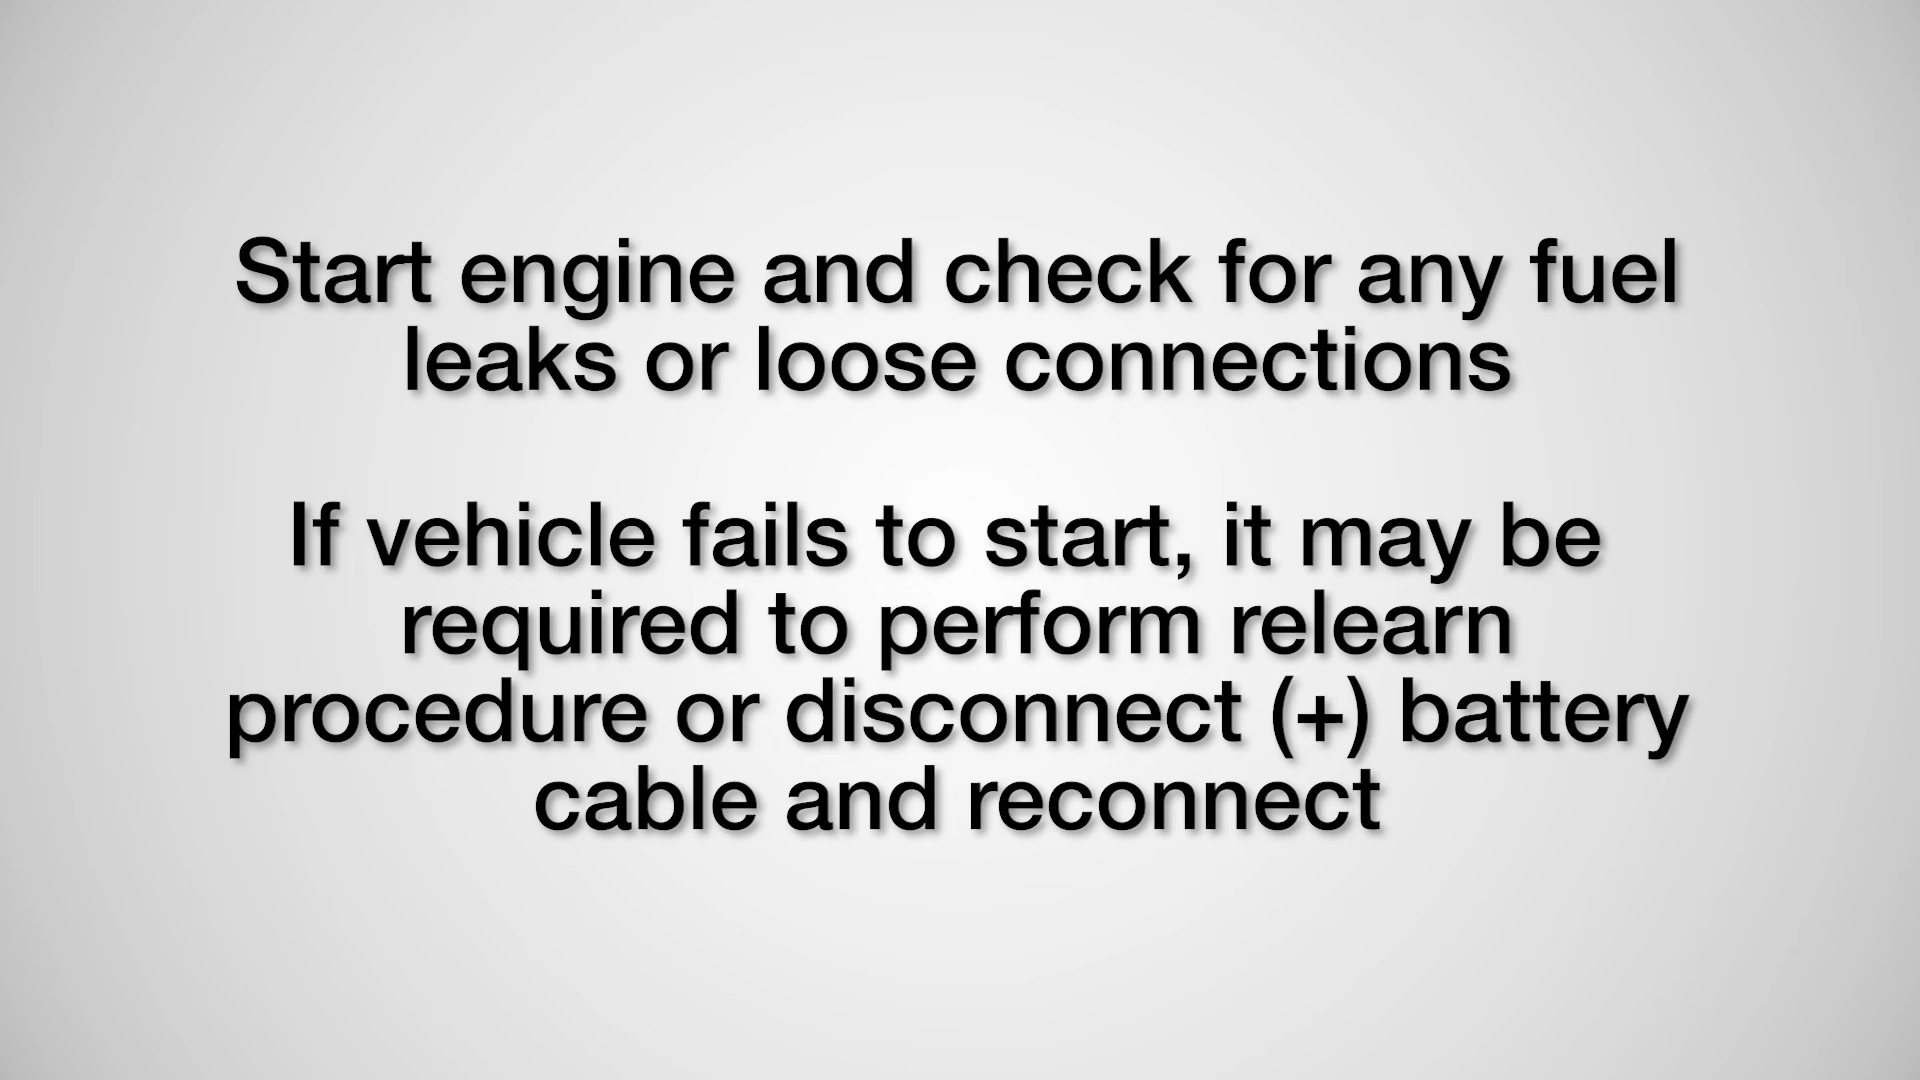 Start engine and check for any fuel
leaks or loose connections
If vehicle fails to start, it may be
required to perform relearn
procedure or disconnect (+) battery
cable and reconnect